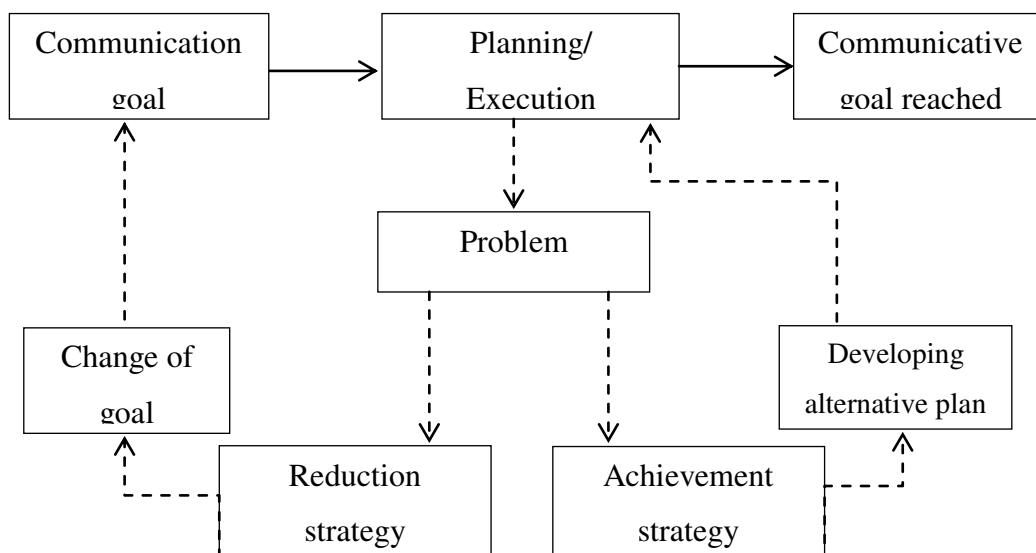 Communication
goal
Planning/
Execution
Communicative
goal reached
Problem
Change of
goal
Developing
alternative plan
Reduction
strategy
Achievement
strategy